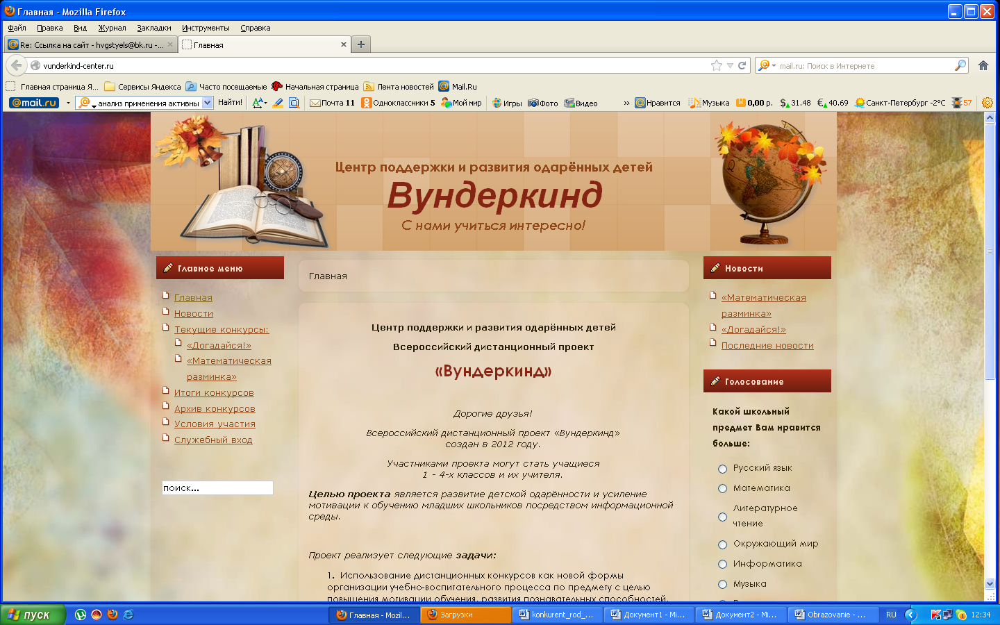 Главная - Mozilla Firefox
Файл Правка Вид Журнал Закладки Инструменты Справка
Re: Ссылка на сайт - hvgstyels@bk.ru -...
Главная
vunderkind-center.ru
mail.ru: Поиск в Интернете
Главная страница Я... Сервисы Яндекса Часто посещаемые Начальная страница Лента новостей Mail.Ru
@mail.ru анализ применения активны Найти! Почта 11 Одноклассники 5 Мой мир Игры Фото Видео » Нравится Музыка 0,00 р. $ 31.48 € 40.69 Санкт-Петербург -2°C 57
Центр поддержки и развития одарённых детей
Вундеркинд
С нами учиться интересно!
Главное меню
Главная
Новости
Текущие конкурсы:
«Догадайся!»
«Математическая
разминка»
Итоги конкурсов
Архив конкурсов
Условия участия
Служебный вход
поиск...
Главная
Центр поддержки и развития одарённых детей
Всероссийский дистанционный проект
«Вундеркинд»
Дорогие друзья!
Всероссийский дистанционный проект «Вундеркинд»
создан в 2012 году.
Участниками проекта могут стать учащиеся
1 - 4-х классов и их учителя.
Целью проекта является развитие детской одарённости и усиление
мотивации к обучению младших школьников посредством информационной
среды.
Проект реализует следующие задачи:
1. Использование дистанционных конкурсов как новой формы
организации учебно-воспитательного процесса по предмету с целью
повышения мотивации обучения, развития познавательных способностей,
Новости
«Математическая
разминка»
«Догадайся!»
Последние новости
Голосование
Какой школьный
предмет Вам нравится
больше:
Русский язык
Математика
Литературное
чтение
Окружающий мир
Информатика
Музыка
пуск
Главная - Mozil...
Загрузки
konkurent_rod_...
Документ1 - Mi...
Документ2 - Mi...
Obrazovanie - ...
RU
12:34